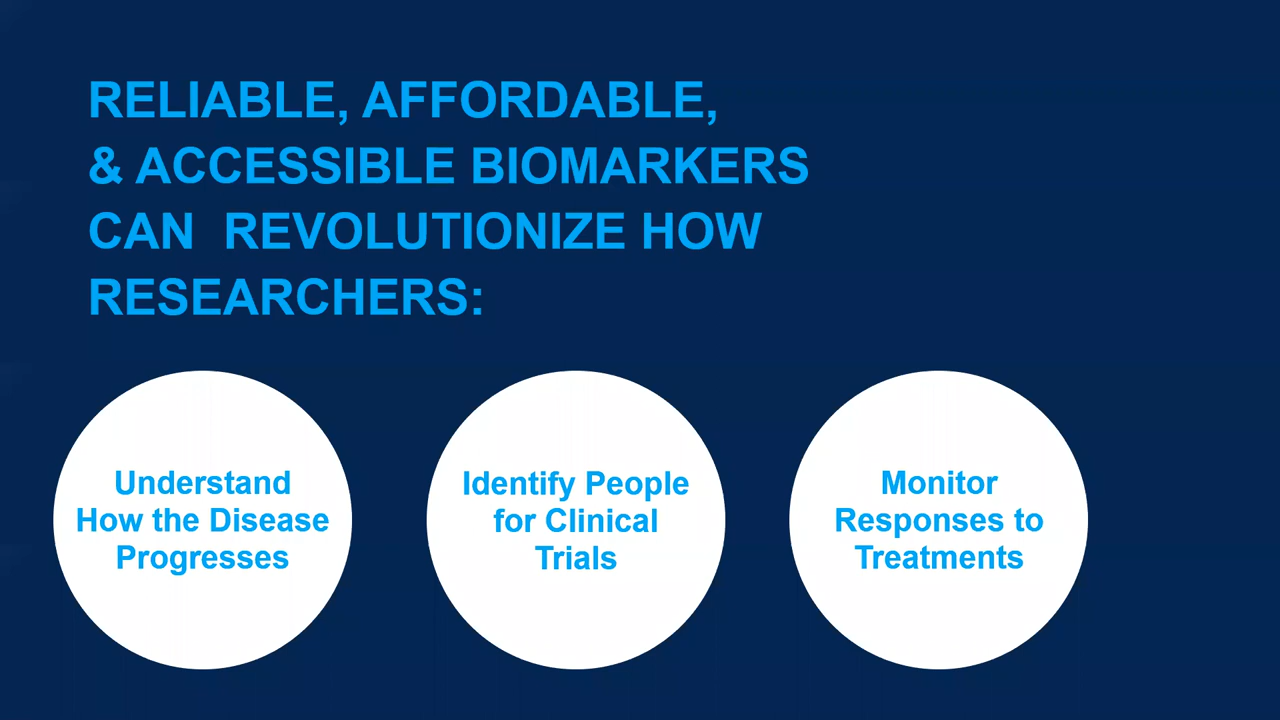 RELIABLE, AFFORDABLE,
& ACCESSIBLE BIOMARKERS
CAN  REVOLUTIONIZE HOW
RESEARCHERS:
Understand
How the Disease
Progresses
Identify People
for Clinical
Trials
Monitor
Responses to
Treatments